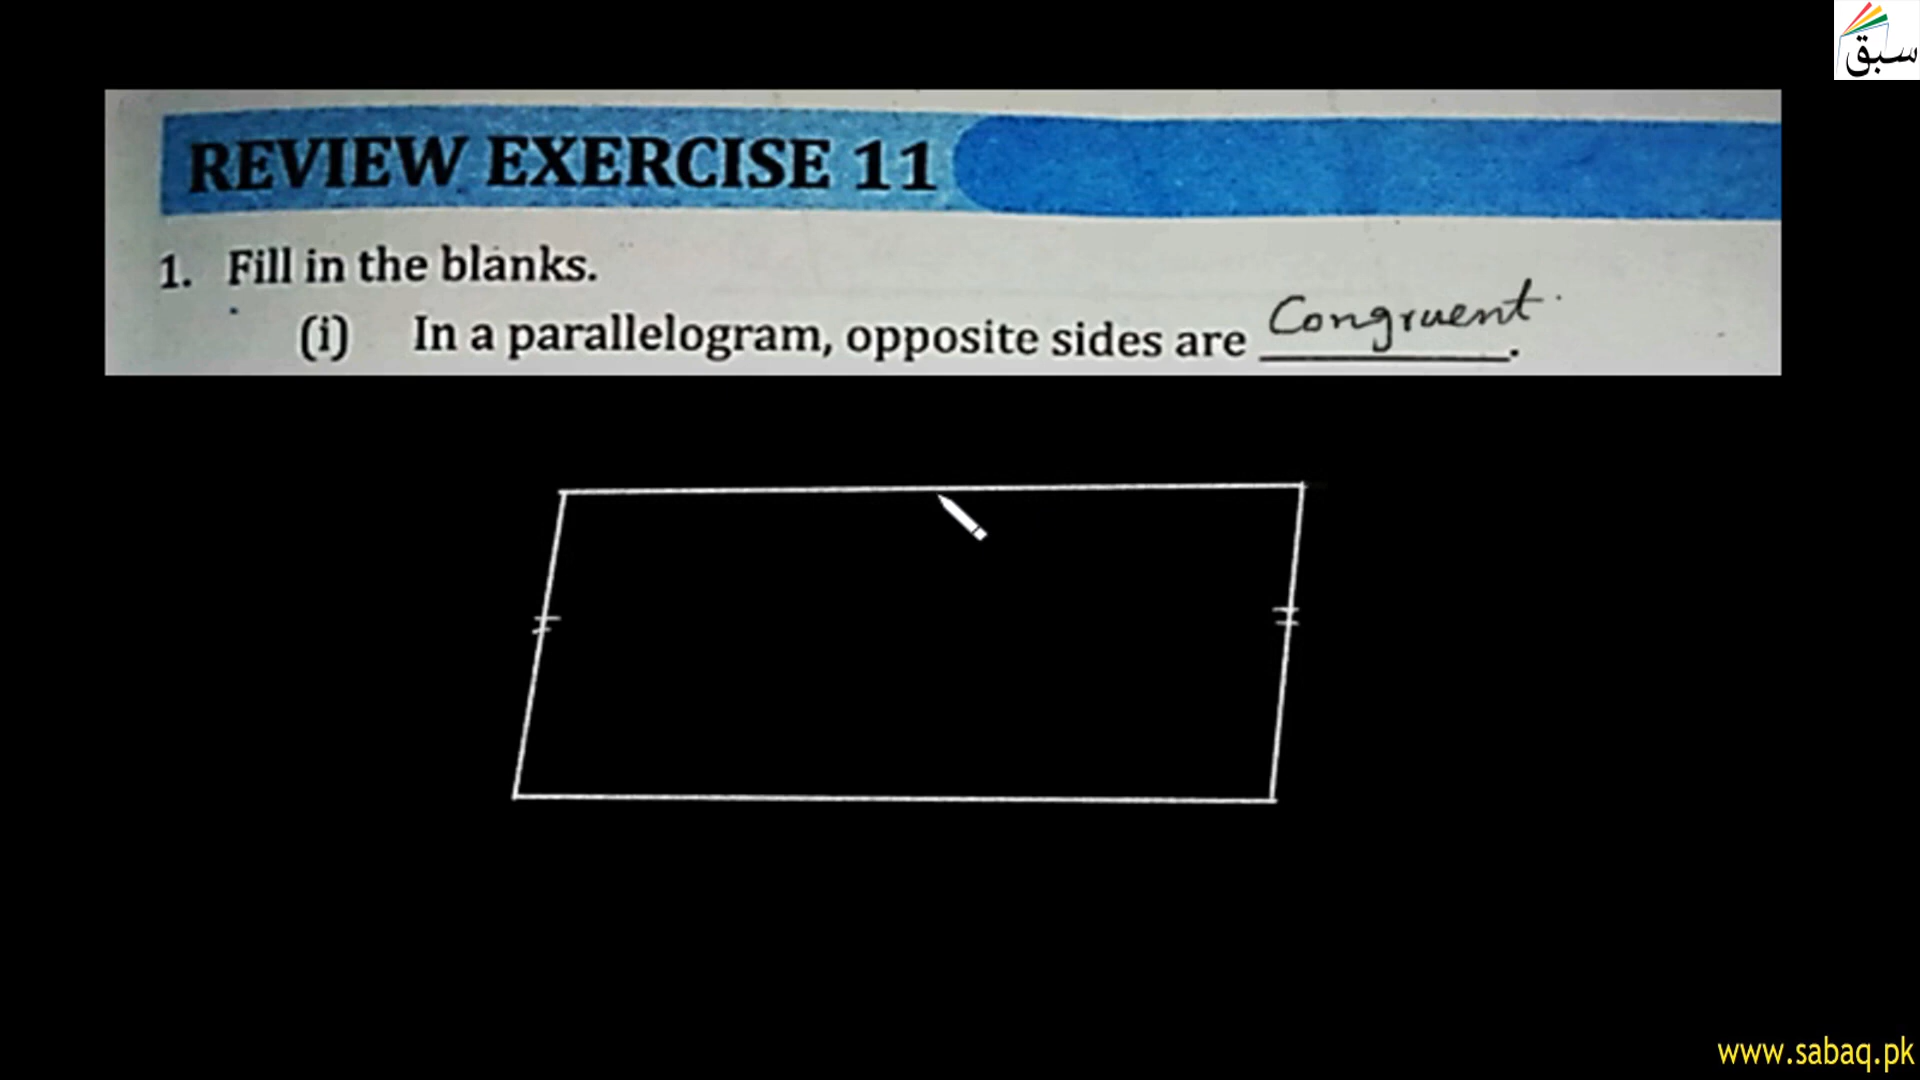 سبق
REVIEW EXERCISE 11
1. Fill in the blanks.
(i) In a parallelogram, opposite sides are Congruent.
www.sabaq.pk